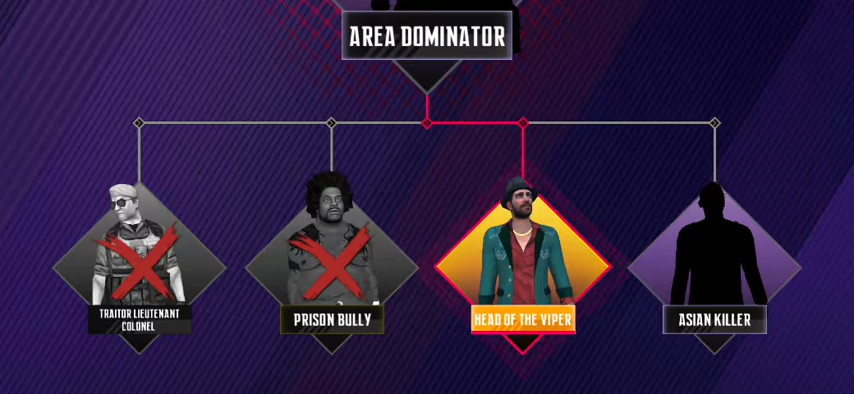 AREA DOMINATOR
TRAITOR LIEUTENANT
COLONEL
PRISON BULLY
HEAD OF THE VIPER
ASIAN KILLER